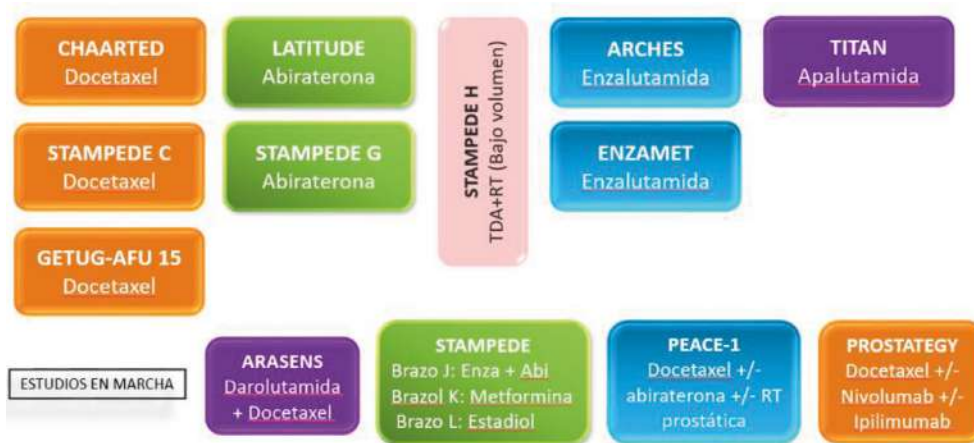 CHAARTED
Docetaxel
LATITUDE
Abiraterona
STAMPEDE H
TDA+RT (Bajo volumen)
ARCHES
Enzalutamida
TITAN
Apalutamida
STAMPEDE C
Docetaxel
STAMPEDE G
Abiraterona
ENZAMET
Enzalutamida
GETUG-AFU 15
Docetaxel
ESTUDIOS EN MARCHA
ARASENS
Darolutamida
+ Docetaxel
STAMPEDE
Brazo J: Enza + Abi
Brazol K: Metformina
Brazo L: Estadiol
PEACE-1
Docetaxel +/-
abiraterona +/- RT
prostática
PROSTATEGY
Docetaxel +/-
Nivolumab +/-
Ipilimumab